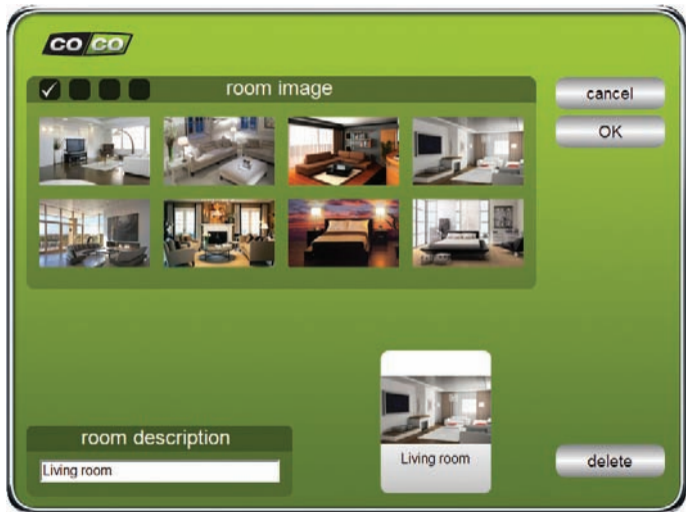 CO CO
room image
cancel
OK
room description
Living room
Living room
delete